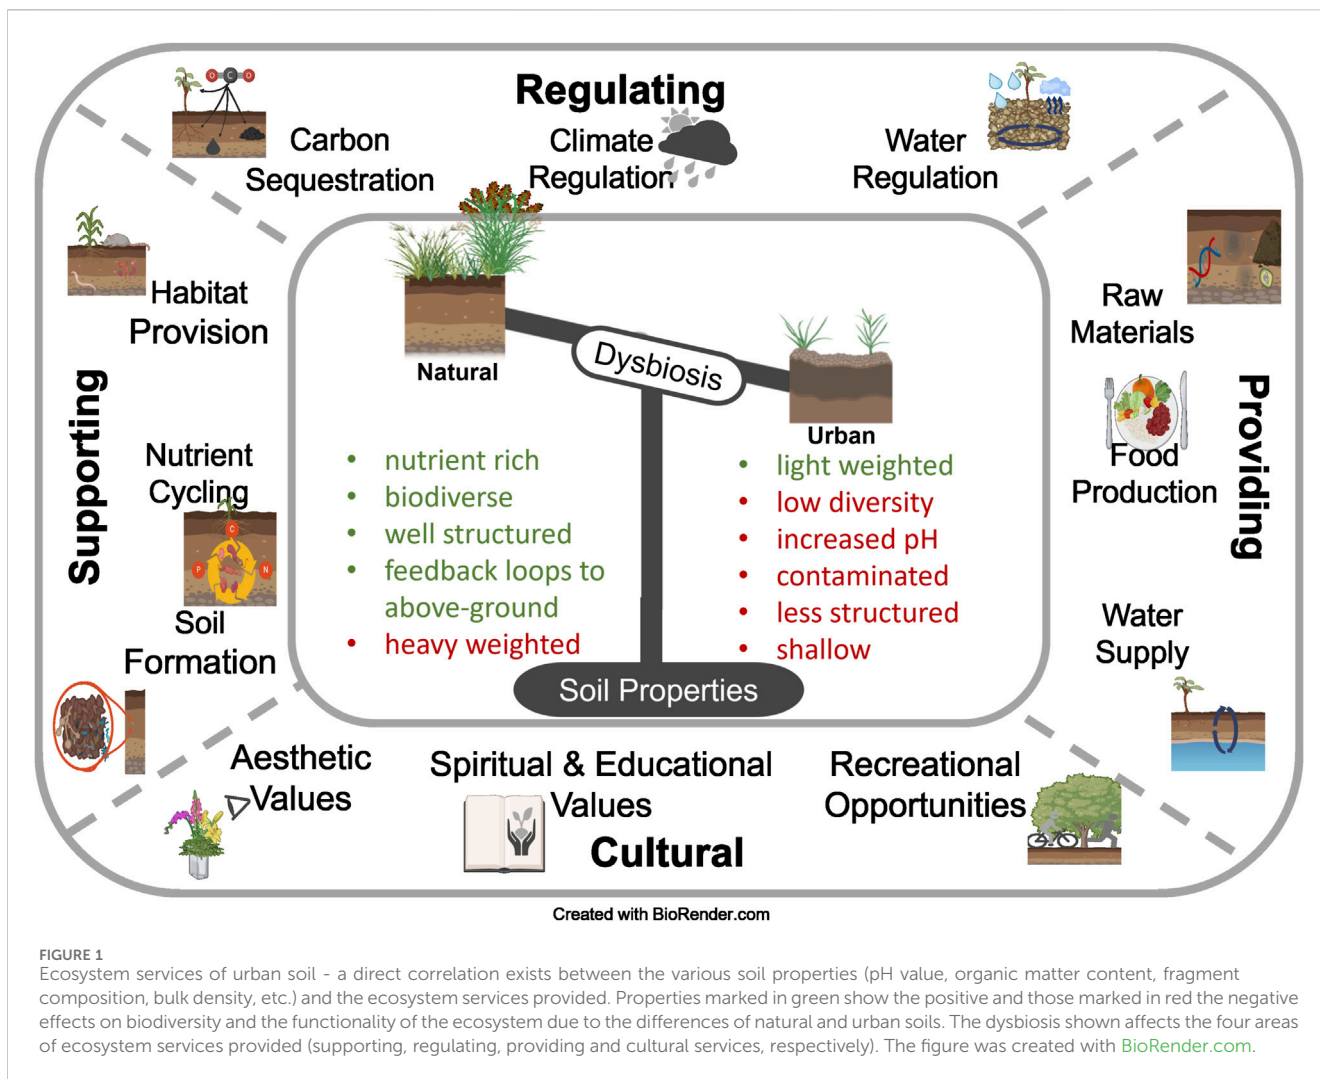 Regulating
Carbon
Sequestration
Climate
Regulation
Water
Regulation
O C O
Supporting
Habitat
Provision
Nutrient
Cycling
C
P
N
Soil
Formation
Natural
Dysbiosis
Urban
• nutrient rich
• biodiverse
• well structured
• feedback loops to
above-ground
• heavy weighted
• light weighted
• low diversity
• increased pH
• contaminated
• less structured
• shallow
Soil Properties
Providing
Raw
Materials
Food
Production
Water
Supply
Aesthetic
Values
Spiritual & Educational
Values
Recreational
Opportunities
Cultural
Created with BioRender.com
FIGURE 1
Ecosystem services of urban soil - a direct correlation exists between the various soil properties (pH value, organic matter content, fragment
composition, bulk density, etc.) and the ecosystem services provided. Properties marked in green show the positive and those marked in red the negative
effects on biodiversity and the functionality of the ecosystem due to the differences of natural and urban soils. The dysbiosis shown affects the four areas
of ecosystem services provided (supporting, regulating, providing and cultural services, respectively). The figure was created with BioRender.com.